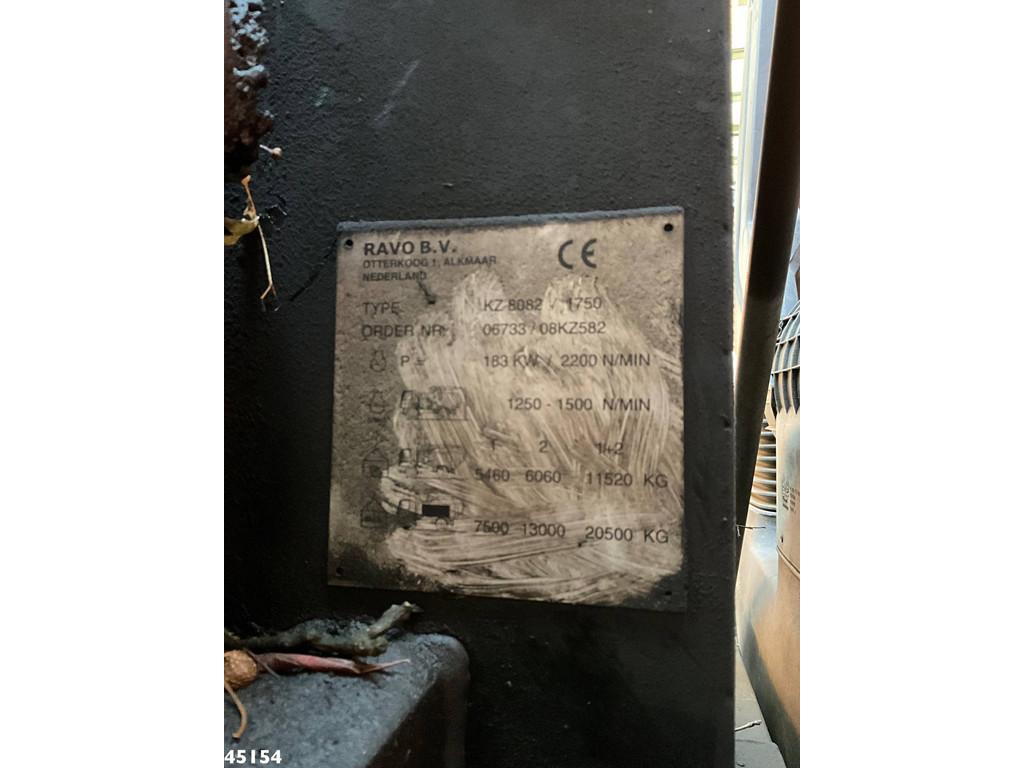 RAVO B.V.
OTTERKOOG 1, ALKMAAR
NEDERLAND
CE
TYPE KZ-8082 / 1750
ORDER NR. 06733 / 08KZ582
P = 183 KW / 2200 N/MIN
1250 - 1500 N/MIN
1 2 1+2
5460 6060 11520 KG
7500 13000 20500 KG
45154